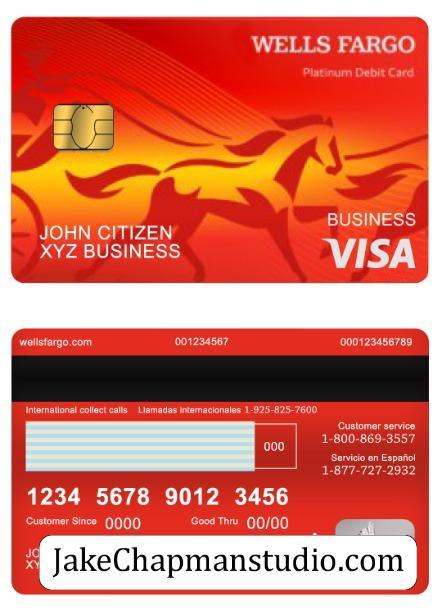 WELLS FARGO
Platinum Debit Card
JOHN CITIZEN
XYZ BUSINESS
BUSINESS
VISA
wellsfargo.com 001234567 000123456789
International collect calls Llamadas internacionales 1-925-825-7600
000
Customer service
1-800-869-3557
Servicio en Español
1-877-727-2932
1234 5678 9012 3456
Customer Since 0000 Good Thru 00/00
JO
XY
JakeChapmanstudio.com